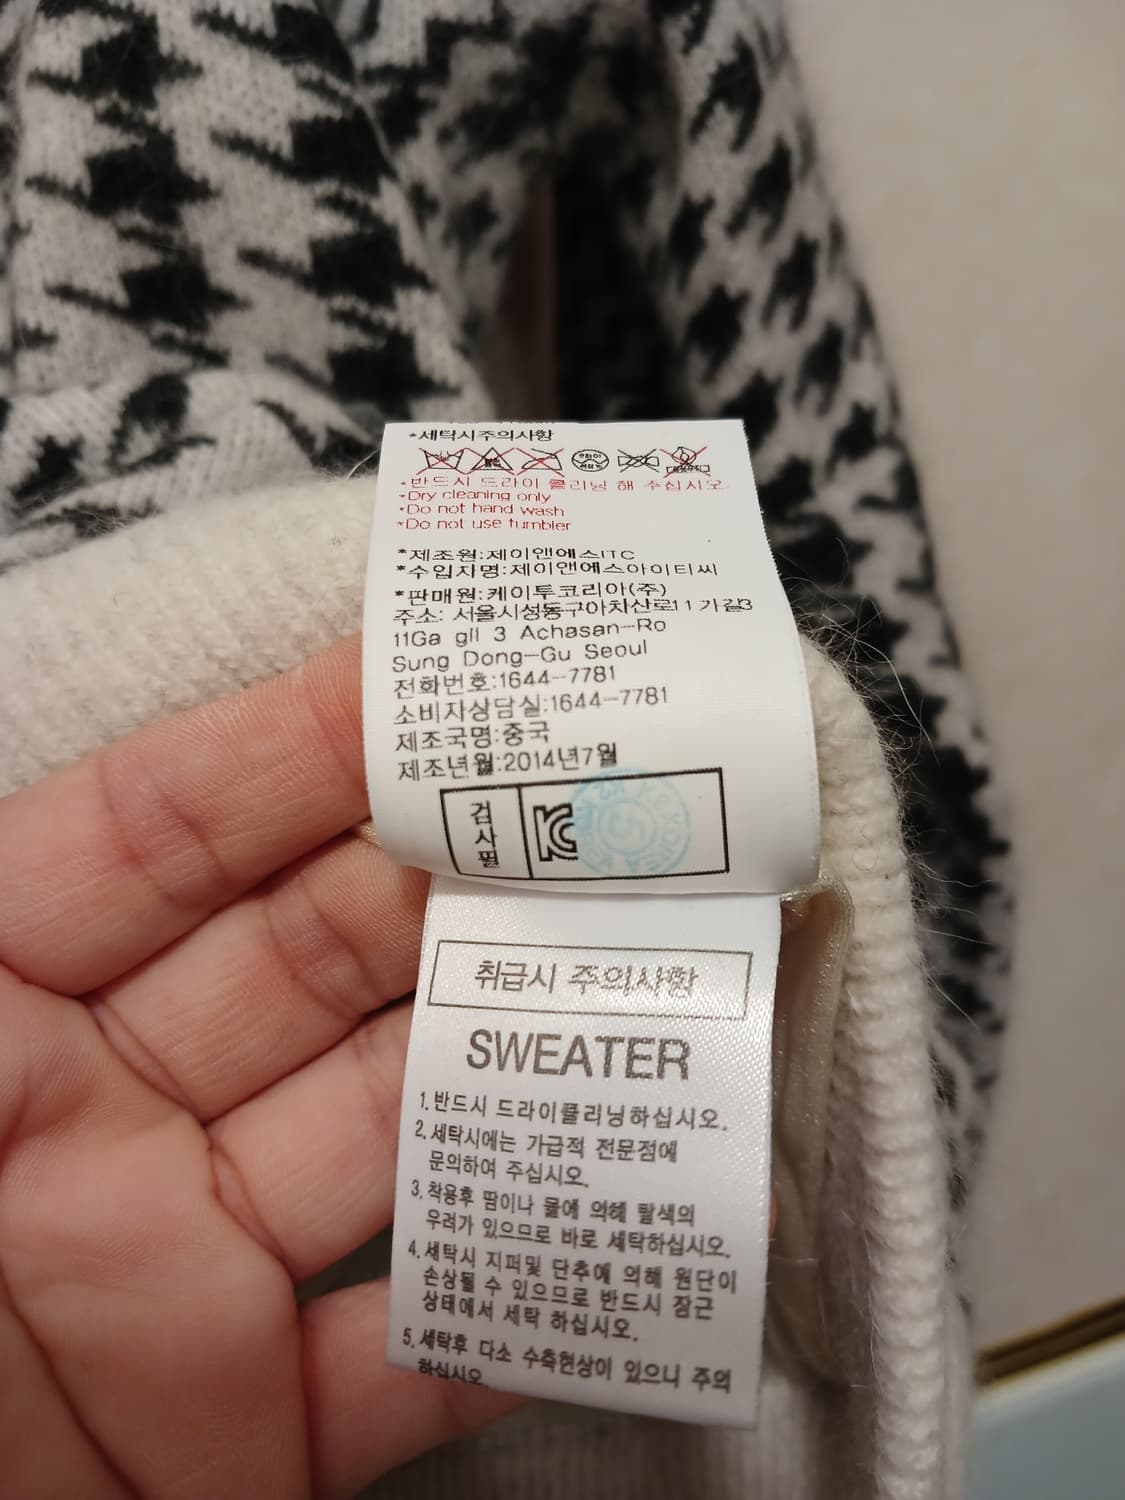 *세탁시주의사항
*반드시 드라이 클리닝 해 주십시오.
*Dry cleaning only
*Do not hand wash
*Do not use tumbler
*제조원:제이앤에스ITC
*수입자명:제이앤에스아이티씨
*판매원:케이투코리아(주)
주소: 서울시성동구아차산로11가길3
11Ga gil 3 Achasan-Ro
Sung Dong-Gu Seoul
전화번호:1644-7781
소비자상담실:1644-7781
제조국명:중국
제조년월:2014년7월
검사필
취급시 주의사항
SWEATER
1.반드시 드라이클리닝하십시오.
2.세탁시에는 가급적 전문점에
문의하여 주십시오.
3.착용후 땀이나 물에 의해 탈색의
우려가 있으므로 바로 세탁하십시오.
4.세탁시 지퍼및 단추에 의해 원단이
손상될 수 있으므로 반드시 잠근
상태에서 세탁 하십시오.
5.세탁후 다소 수축현상이 있으니 주의
하십시오.